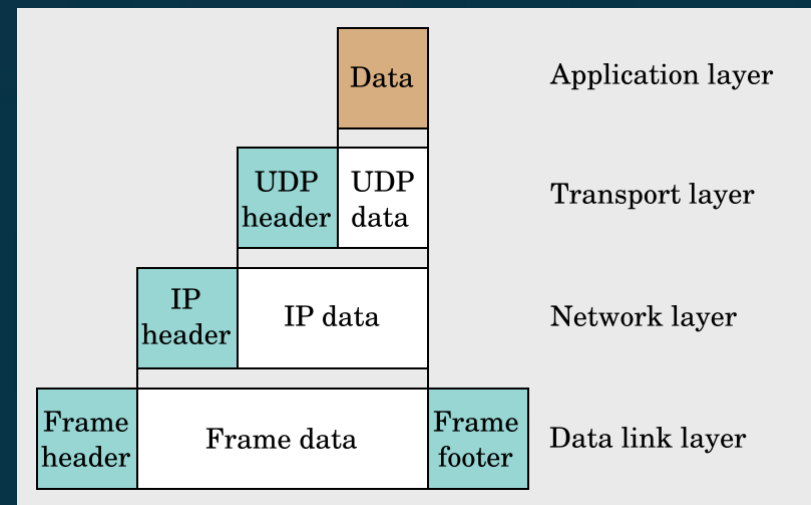 Data
Application layer
UDP
header
UDP
data
Transport layer
IP
header
IP data
Network layer
Frame
header
Frame data
Frame
footer
Data link layer